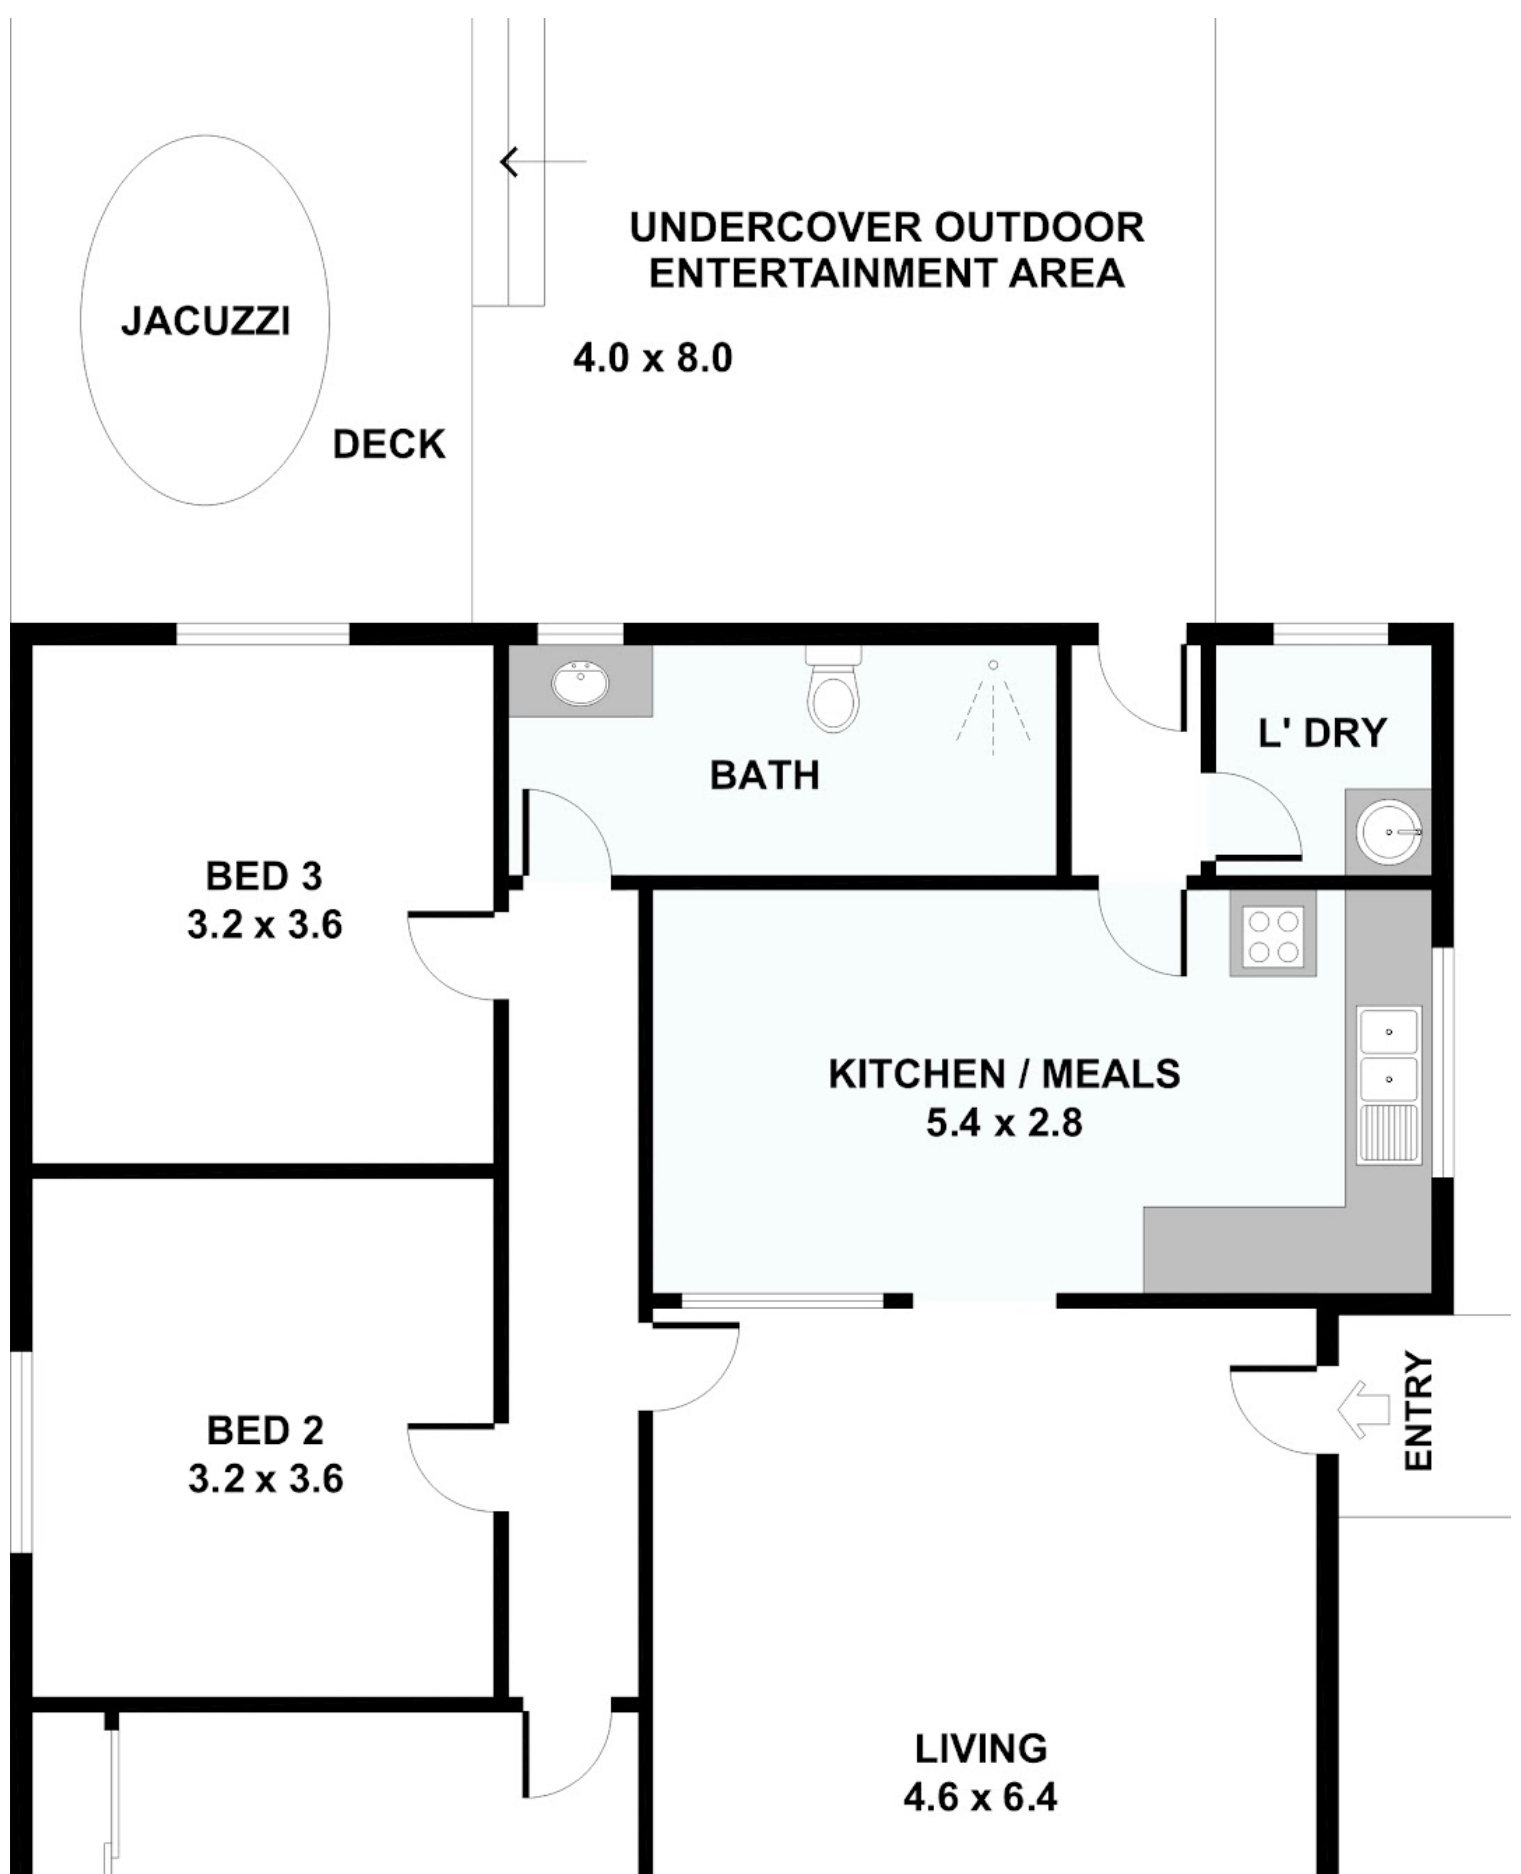 UNDERCOVER OUTDOOR
ENTERTAINMENT AREA
JACUZZI
4.0 x 8.0
DECK
L' DRY
BATH
BED 3
3.2 x 3.6
KITCHEN / MEALS
5.4 x 2.8
ENTRY
BED 2
3.2 x 3.6
LIVING
4.6 x 6.4